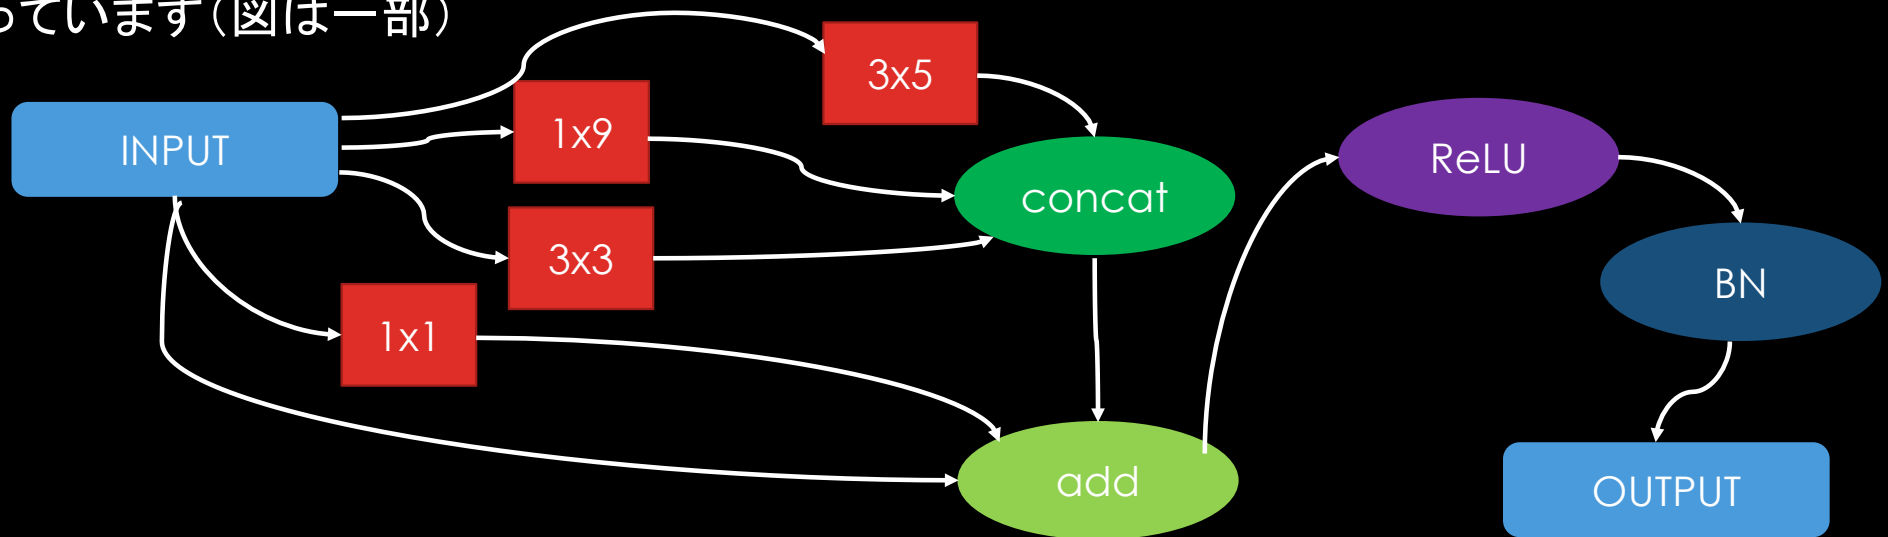 っています（図は一部）
3x5
1x9
INPUT
ReLU
concat
3x3
BN
1x1
add
OUTPUT